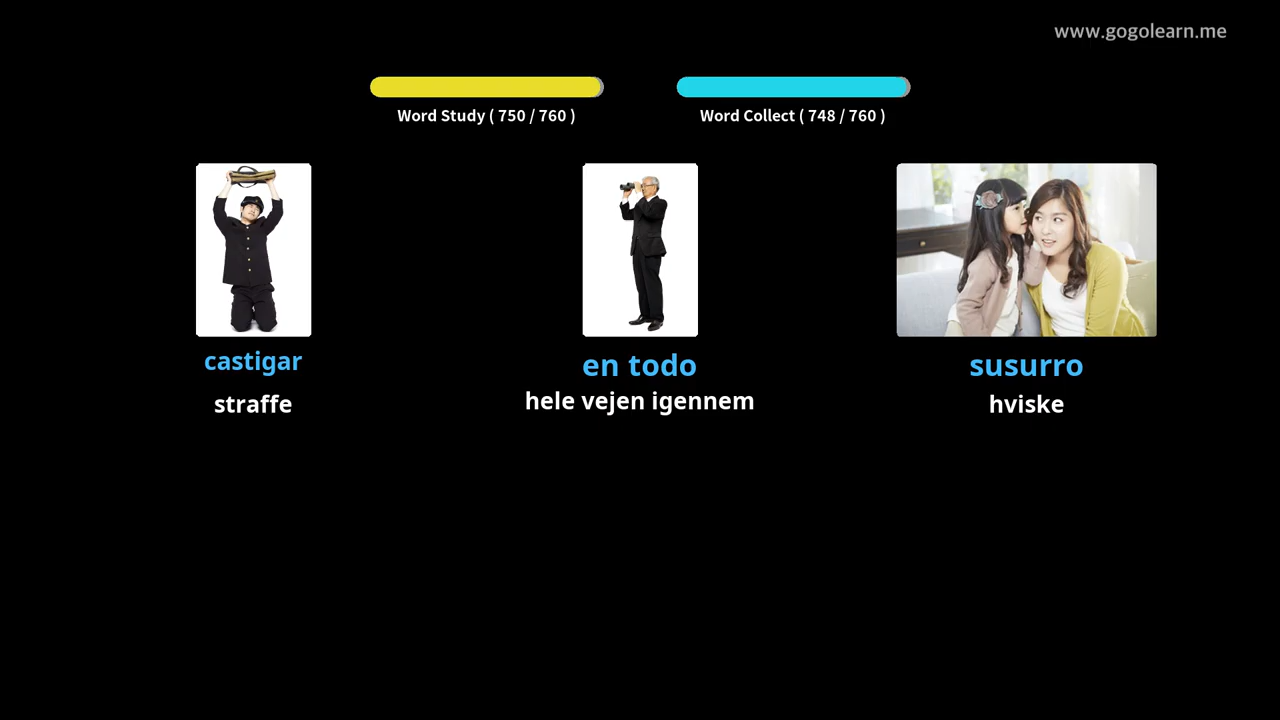 www.gogolearn.me
Word Study ( 750 / 760 )
Word Collect ( 748 / 760 )
castigar
en todo
susurro
straffe
hele vejen igennem
hviske